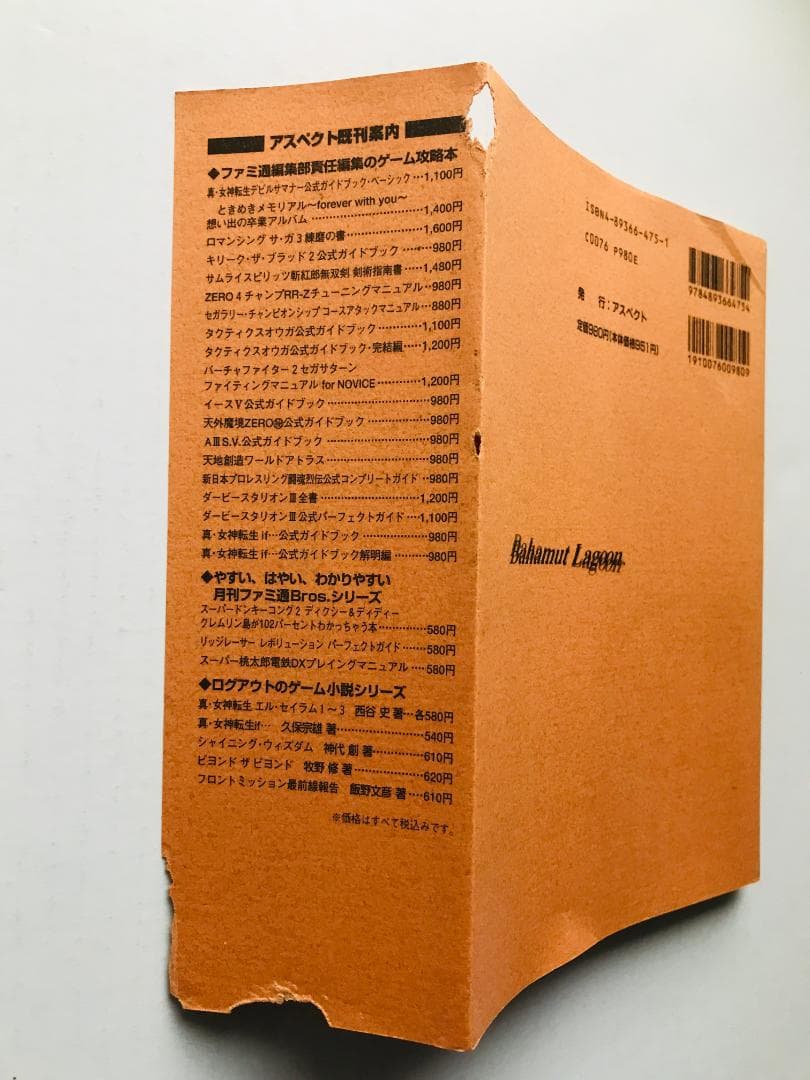 アスペクト既刊案内
◆ファミ通編集部責任編集のゲーム攻略本
真・女神転生デビルサマナー公式ガイドブック・ベーシック…1,100円
ときめきメモリアル〜forever with you〜
想い出の卒業アルバム………………1,400円
ロマンシング サ・ガ3 練磨の書…………1,600円
キリーク・ザ・ブラッド2 公式ガイドブック……980円
サムライスピリッツ斬紅郎無双剣 剣術指南書…1,480円
ZERO4チャンプRR-Zチューニングマニュアル…980円
セガラリー・チャンピオンシップ コースアタックマニュアル…880円
タクティクスオウガ公式ガイドブック…………1,100円
タクティクスオウガ公式ガイドブック・完結編…1,200円
バーチャファイター2 セガサターン
ファイティングマニュアル for NOVICE…………1,200円
イースⅤ公式ガイドブック………………980円
天外魔境ZERO㊙公式ガイドブック…………980円
AⅢS.V.公式ガイドブック………………980円
天地創造ワールドアトラス………………980円
新日本プロレスリング闘魂烈伝公式コンプリートガイド…980円
ダービースタリオンⅢ全書………………1,200円
ダービースタリオンⅢ公式パーフェクトガイド…1,100円
真・女神転生 if…公式ガイドブック…………980円
真・女神転生 if…公式ガイドブック解明編……980円
◆やすい、はやい、わかりやすい
月刊ファミ通Bros.シリーズ
スーパードンキーコング2 ディクシー&ディディー
クレムリン島が102パーセントわかっちゃう本…………580円
リッジレーサー レボリューション パーフェクトガイド……580円
スーパー桃太郎電鉄DXプレイングマニュアル……580円
◆ログアウトのゲーム小説シリーズ
真・女神転生 エル・セイラム1〜3 西谷 史 著…各580円
真・女神転生if… 久保宗雄 著………………540円
シャイニング・ウィズダム 神代 創 著…………610円
ビヨンド ザ ビヨンド 牧野 修 著…………620円
フロントミッション最前線報告 飯野文彦 著……610円
※価格はすべて税込みです。
ISBN4-89366-475-1
C0076 P980E
9784893664754
発 行:アスペクト
定価980円[本体価格951円]
1910076009809
Bahamut Lagoon